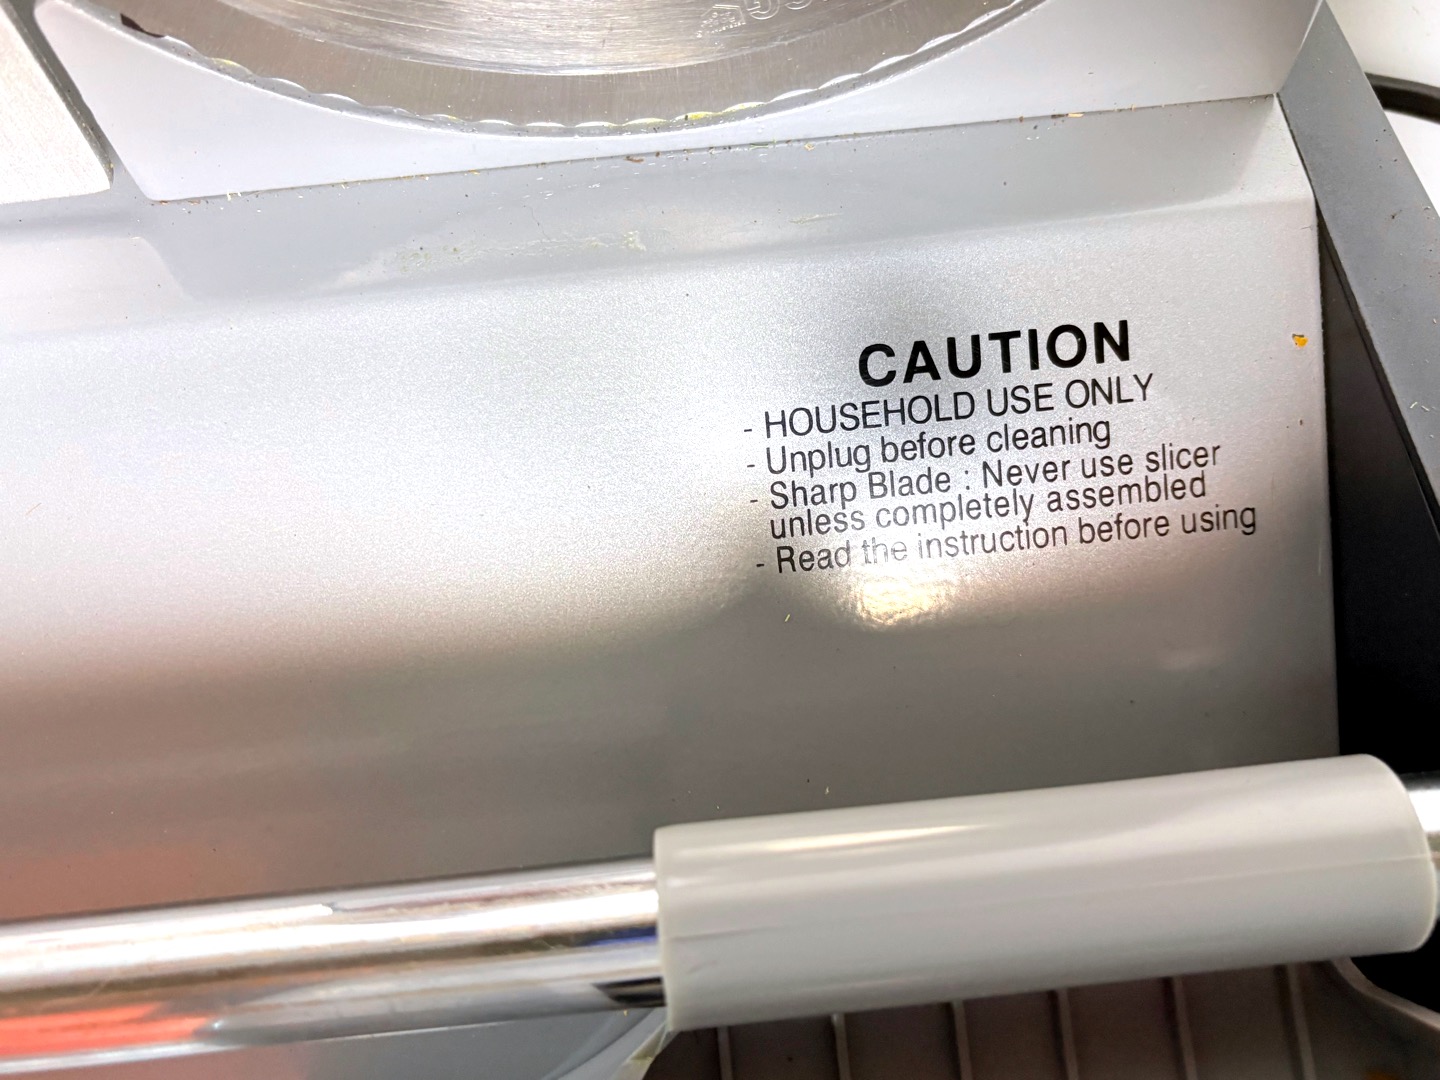 CAUTION
- HOUSEHOLD USE ONLY
- Unplug before cleaning
- Sharp Blade : Never use slicer
unless completely assembled
- Read the instruction before using